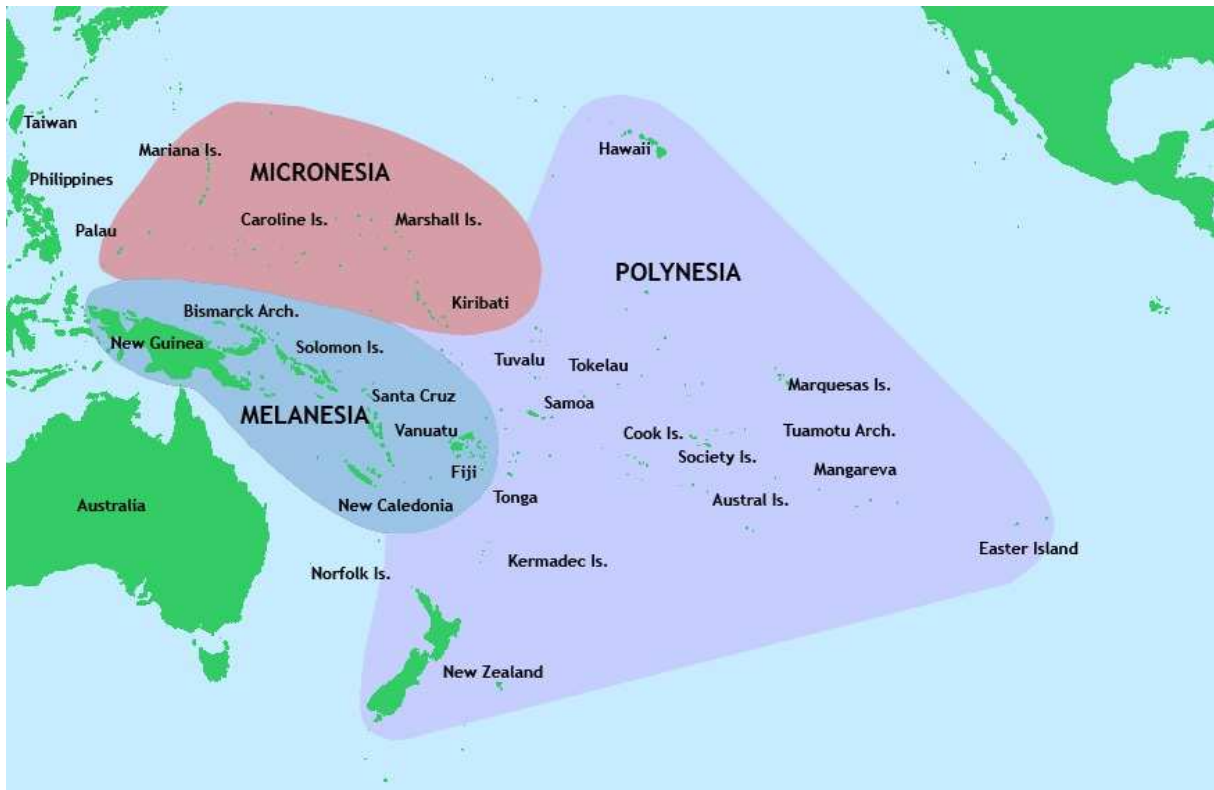 Taiwan
Hawaii
Mariana Is.
MICRONESIA
Philippines
Caroline Is.
Marshall Is.
Palau
POLYNESIA
Kiribati
Bismarck Arch.
New Guinea
Solomon Is.
Tuvalu
Tokelau
Marquesas Is.
Santa Cruz
Samoa
MELANESIA
Vanuatu
Cook Is.
Tuamotu Arch.
Society Is.
Fiji
Mangareva
Tonga
Austral Is.
Australia
New Caledonia
Easter Island
Kermadec Is.
Norfolk Is.
New Zealand